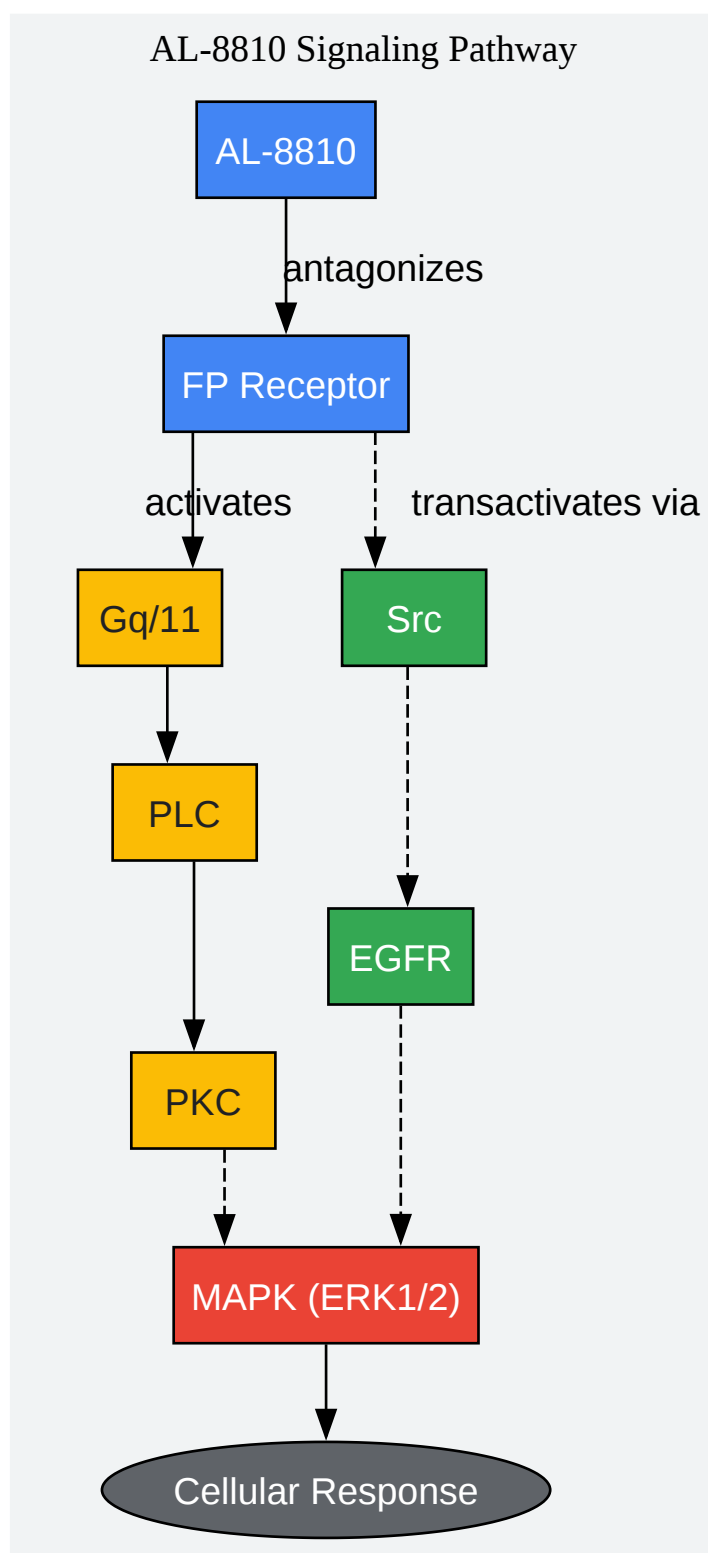 AL-8810 Signaling Pathway
AL-8810
antagonizes
FP Receptor
activates
transactivates via
Gq/11
Src
PLC
EGFR
PKC
MAPK (ERK1/2)
Cellular Response